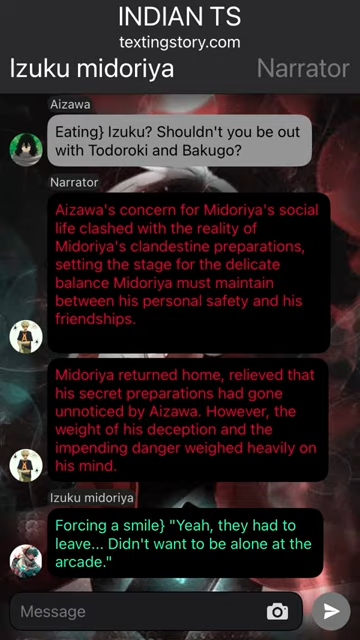 INDIAN TS
textingstory.com
Izuku midoriya
Narrator
Aizawa
Eating} Izuku? Shouldn't you be out
with Todoroki and Bakugo?
Narrator
Aizawa's concern for Midoriya's social
life clashed with the reality of
Midoriya's clandestine preparations,
setting the stage for the delicate
balance Midoriya must maintain
between his personal safety and his
friendships.
Midoriya returned home, relieved that
his secret preparations had gone
unnoticed by Aizawa. However, the
weight of his deception and the
impending danger weighed heavily on
his mind.
Izuku midoriya
Forcing a smile} "Yeah, they had to
leave... Didn't want to be alone at the
arcade."
Message